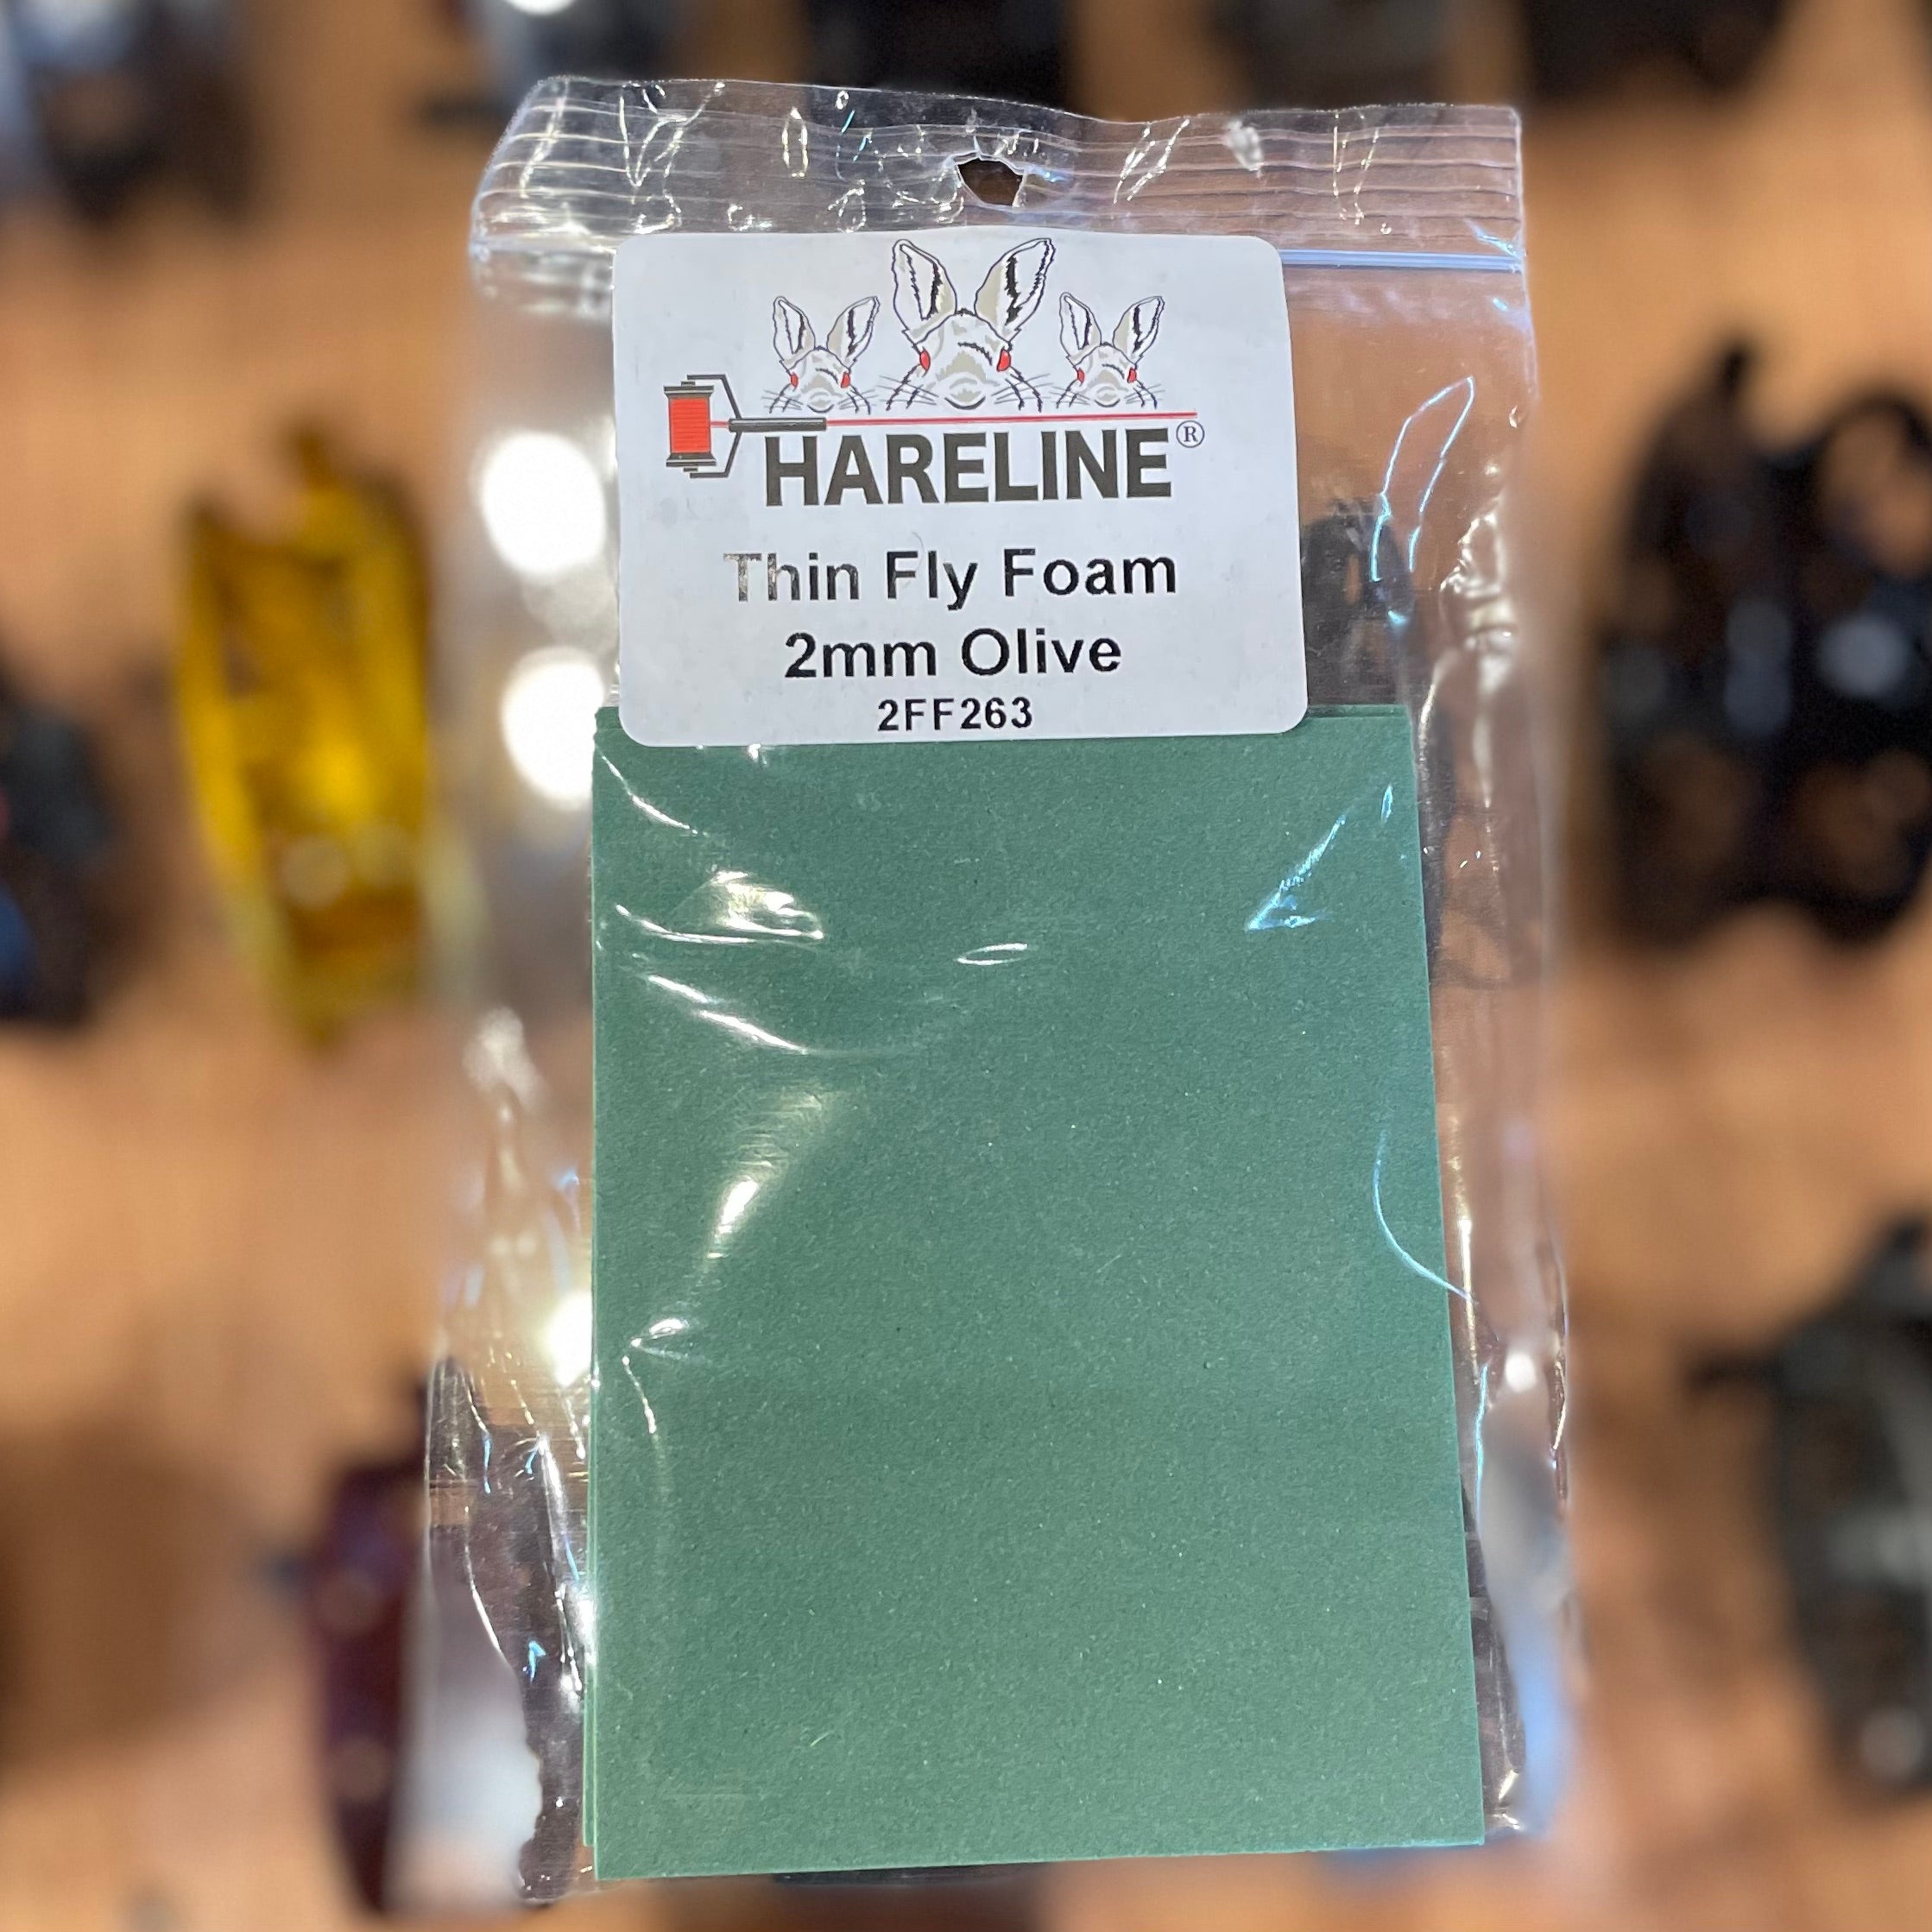 HARELINE®
Thin Fly Foam
2mm Olive
2FF263